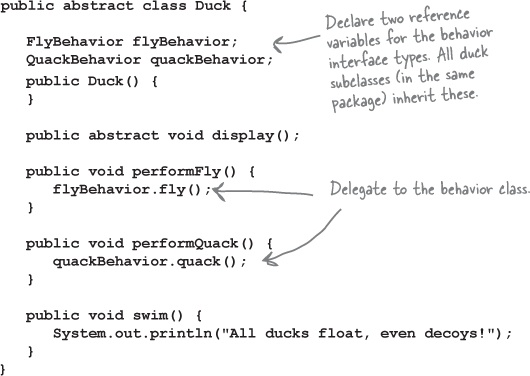 public abstract class Duck {
FlyBehavior flyBehavior;
QuackBehavior quackBehavior;
public Duck() {
}
public abstract void display();
public void performFly() {
flyBehavior.fly();
}
public void performQuack() {
quackBehavior.quack();
}
public void swim() {
System.out.println("All ducks float, even decoys!");
}
}
Declare two reference
variables for the behavior
interface types. All duck
subclasses (in the same
package) inherit these.
Delegate to the behavior class.